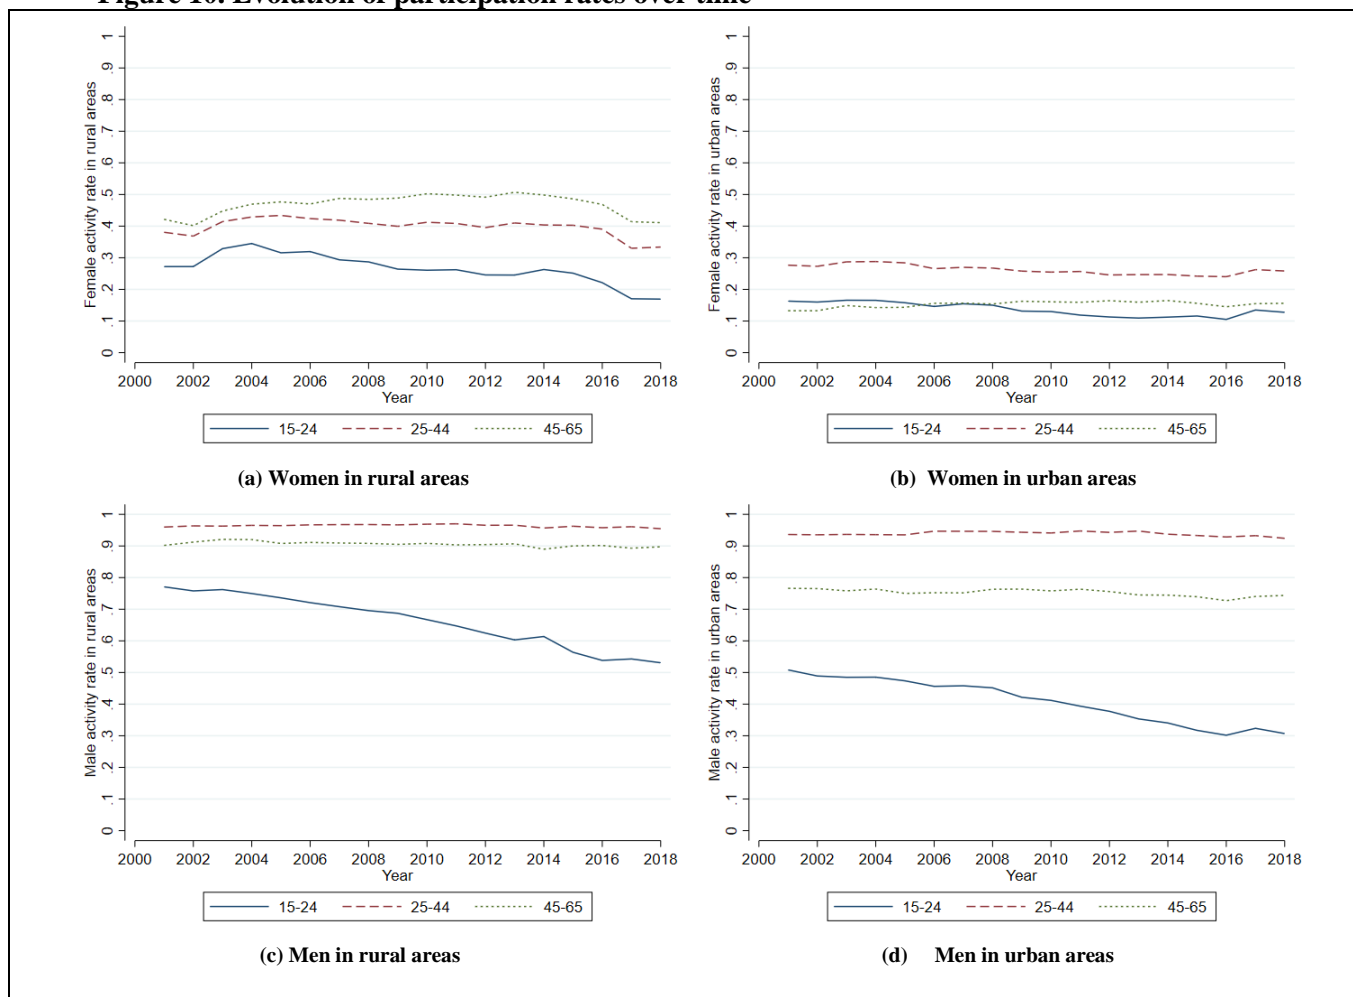 Figure 10: Evolution of participation rates over time
Female activity rate in rural areas
0 .1 .2 .3 .4 .5 .6 .7 .8 .9 1
2000 2002 2004 2006 2008 2010 2012 2014 2016 2018
Year
15-24 25-44 45-65
(a) Women in rural areas
Female activity rate in urban areas
0 .1 .2 .3 .4 .5 .6 .7 .8 .9 1
2000 2002 2004 2006 2008 2010 2012 2014 2016 2018
Year
15-24 25-44 45-65
(b) Women in urban areas
Male activity rate in rural areas
0 .1 .2 .3 .4 .5 .6 .7 .8 .9 1
2000 2002 2004 2006 2008 2010 2012 2014 2016 2018
Year
15-24 25-44 45-65
(c) Men in rural areas
Male activity rate in urban areas
0 .1 .2 .3 .4 .5 .6 .7 .8 .9 1
2000 2002 2004 2006 2008 2010 2012 2014 2016 2018
Year
15-24 25-44 45-65
(d) Men in urban areas